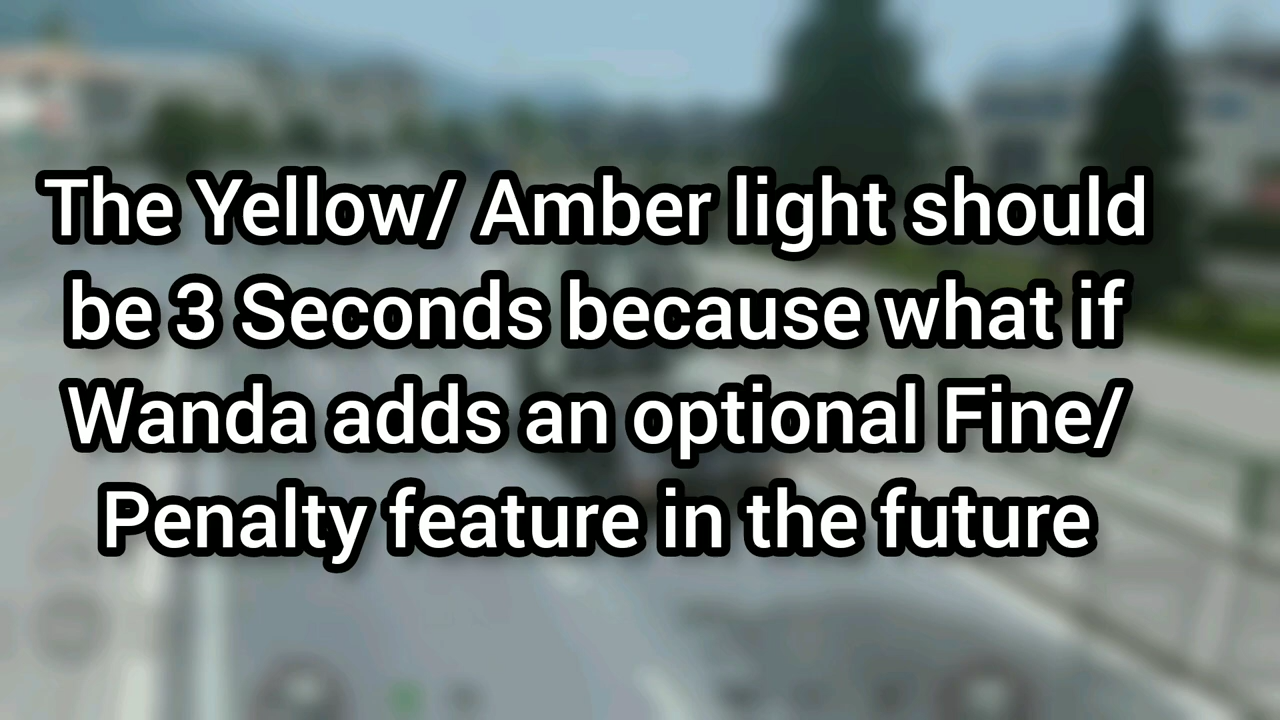 The Yellow/ Amber light should
be 3 Seconds because what if
Wanda adds an optional Fine/
Penalty feature in the future